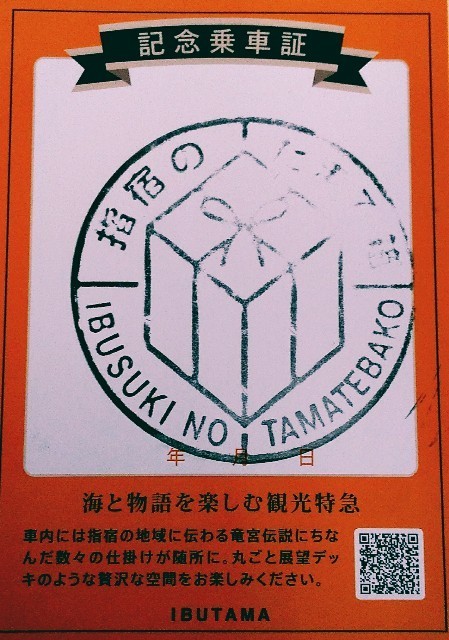 記念乗車証
指宿の たまて箱
IBUSUKI NO TAMATEBAKO
年 月 日
海と物語を楽しむ観光特急
車内には指宿の地域に伝わる竜宮伝説にちな
んだ数々の仕掛けが随所に。丸ごと展望デッ
キのような贅沢な空間をお楽しみください。
IBUTAMA